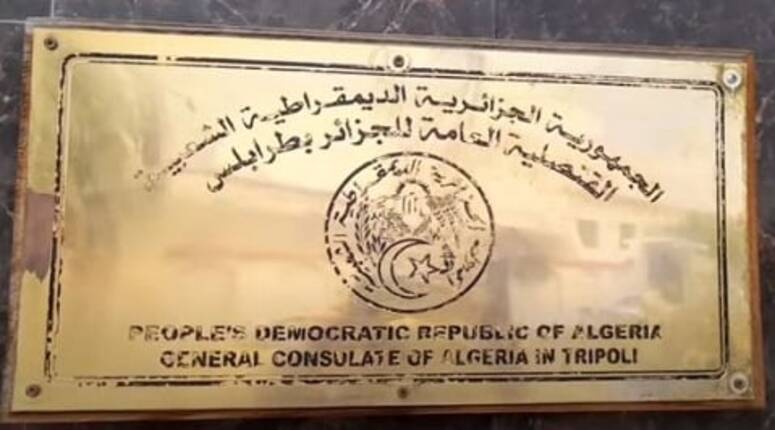 الجمهورية الجزائرية الديمقراطية الشعبية
القنصلية العامة للجزائر بطرابلس
PEOPLE'S DEMOCRATIC REPUBLIC OF ALGERIA
GENERAL CONSULATE OF ALGERIA IN TRIPOLI